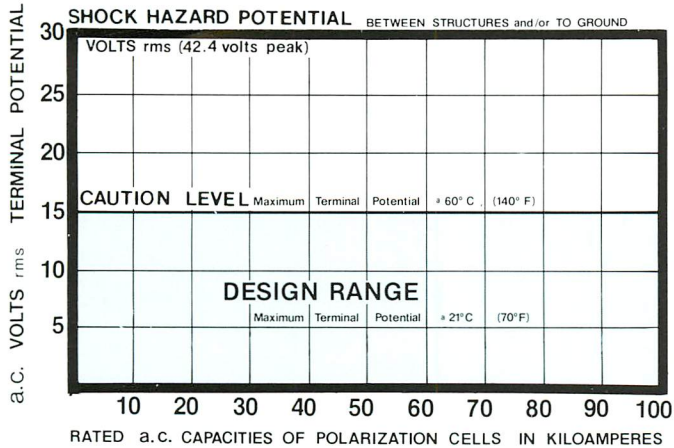 SHOCK HAZARD POTENTIAL BETWEEN STRUCTURES and/or TO GROUND
VOLTS rms (42.4 volts peak)
a.c. VOLTS rms TERMINAL POTENTIAL
30
25
20
CAUTION LEVEL Maximum Terminal Potential a 60°C. (140°F)
15
10
DESIGN RANGE
5 Maximum Terminal Potential a 21°C (70°F)
10 20 30 40 50 60 70 80 90 100
RATED a.c. CAPACITIES OF POLARIZATION CELLS IN KILOAMPERES